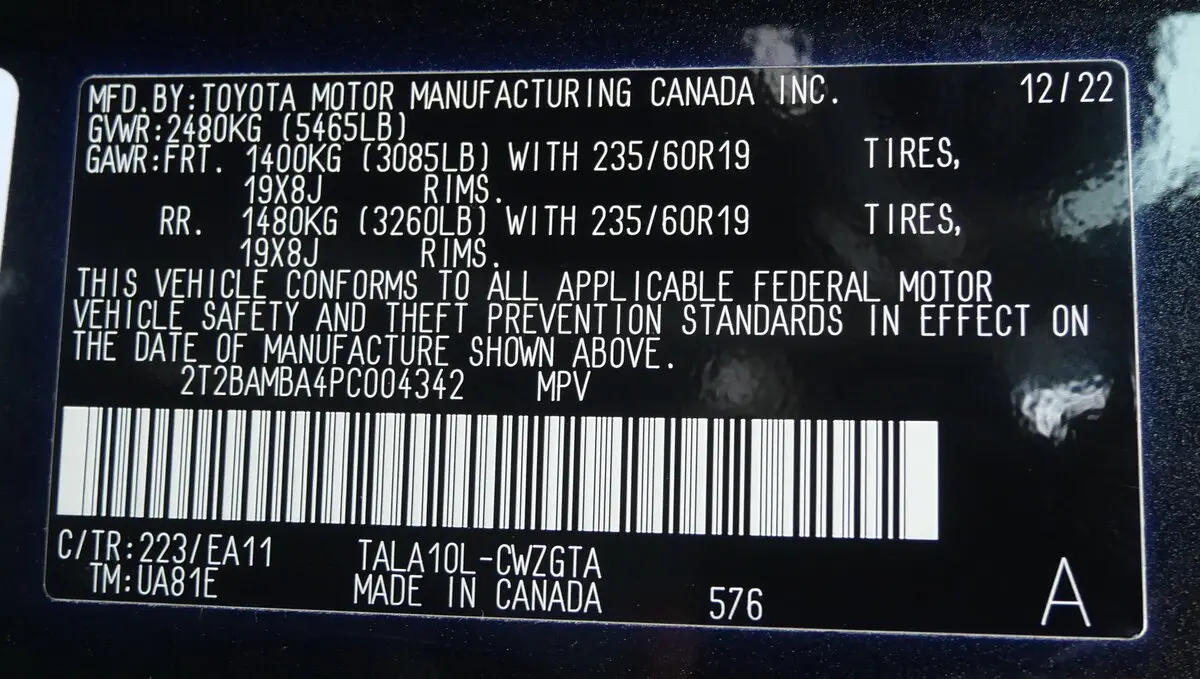 MFD.BY:TOYOTA MOTOR MANUFACTURING CANADA INC. 12/22
GVWR:2480KG (5465LB)
GAWR:FRT. 1400KG (3085LB) WITH 235/60R19 TIRES,
19X8J RIMS.
RR. 1480KG (3260LB) WITH 235/60R19 TIRES,
19X8J RIMS.
THIS VEHICLE CONFORMS TO ALL APPLICABLE FEDERAL MOTOR
VEHICLE SAFETY AND THEFT PREVENTION STANDARDS IN EFFECT ON
THE DATE OF MANUFACTURE SHOWN ABOVE.
2T2BAMBA4PC004342 MPV
C/TR:223/EA11 TALA10L-CWZGTA
TM:UA81E MADE IN CANADA 576 A